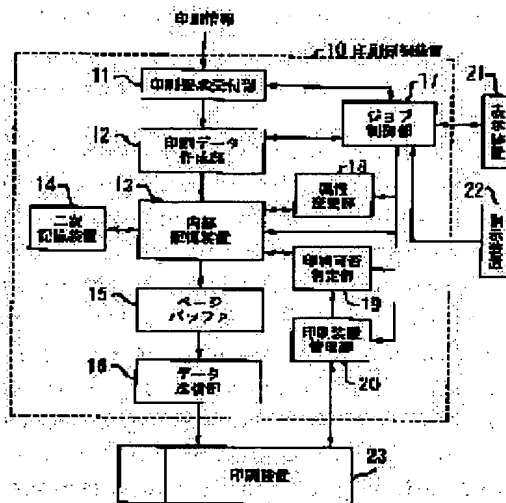 印刷情報
10 印刷制御装置
11
印刷要求受付部
17
ジョブ
制御部
21
12
印刷データ
作成部
22
14
二次
記憶装置
13
内部
記憶装置
18
属性
変更部
印刷可否
判定部
19
15
ページ
バッファ
印刷装置
管理部
20
16
データ
送信部
印刷装置
23